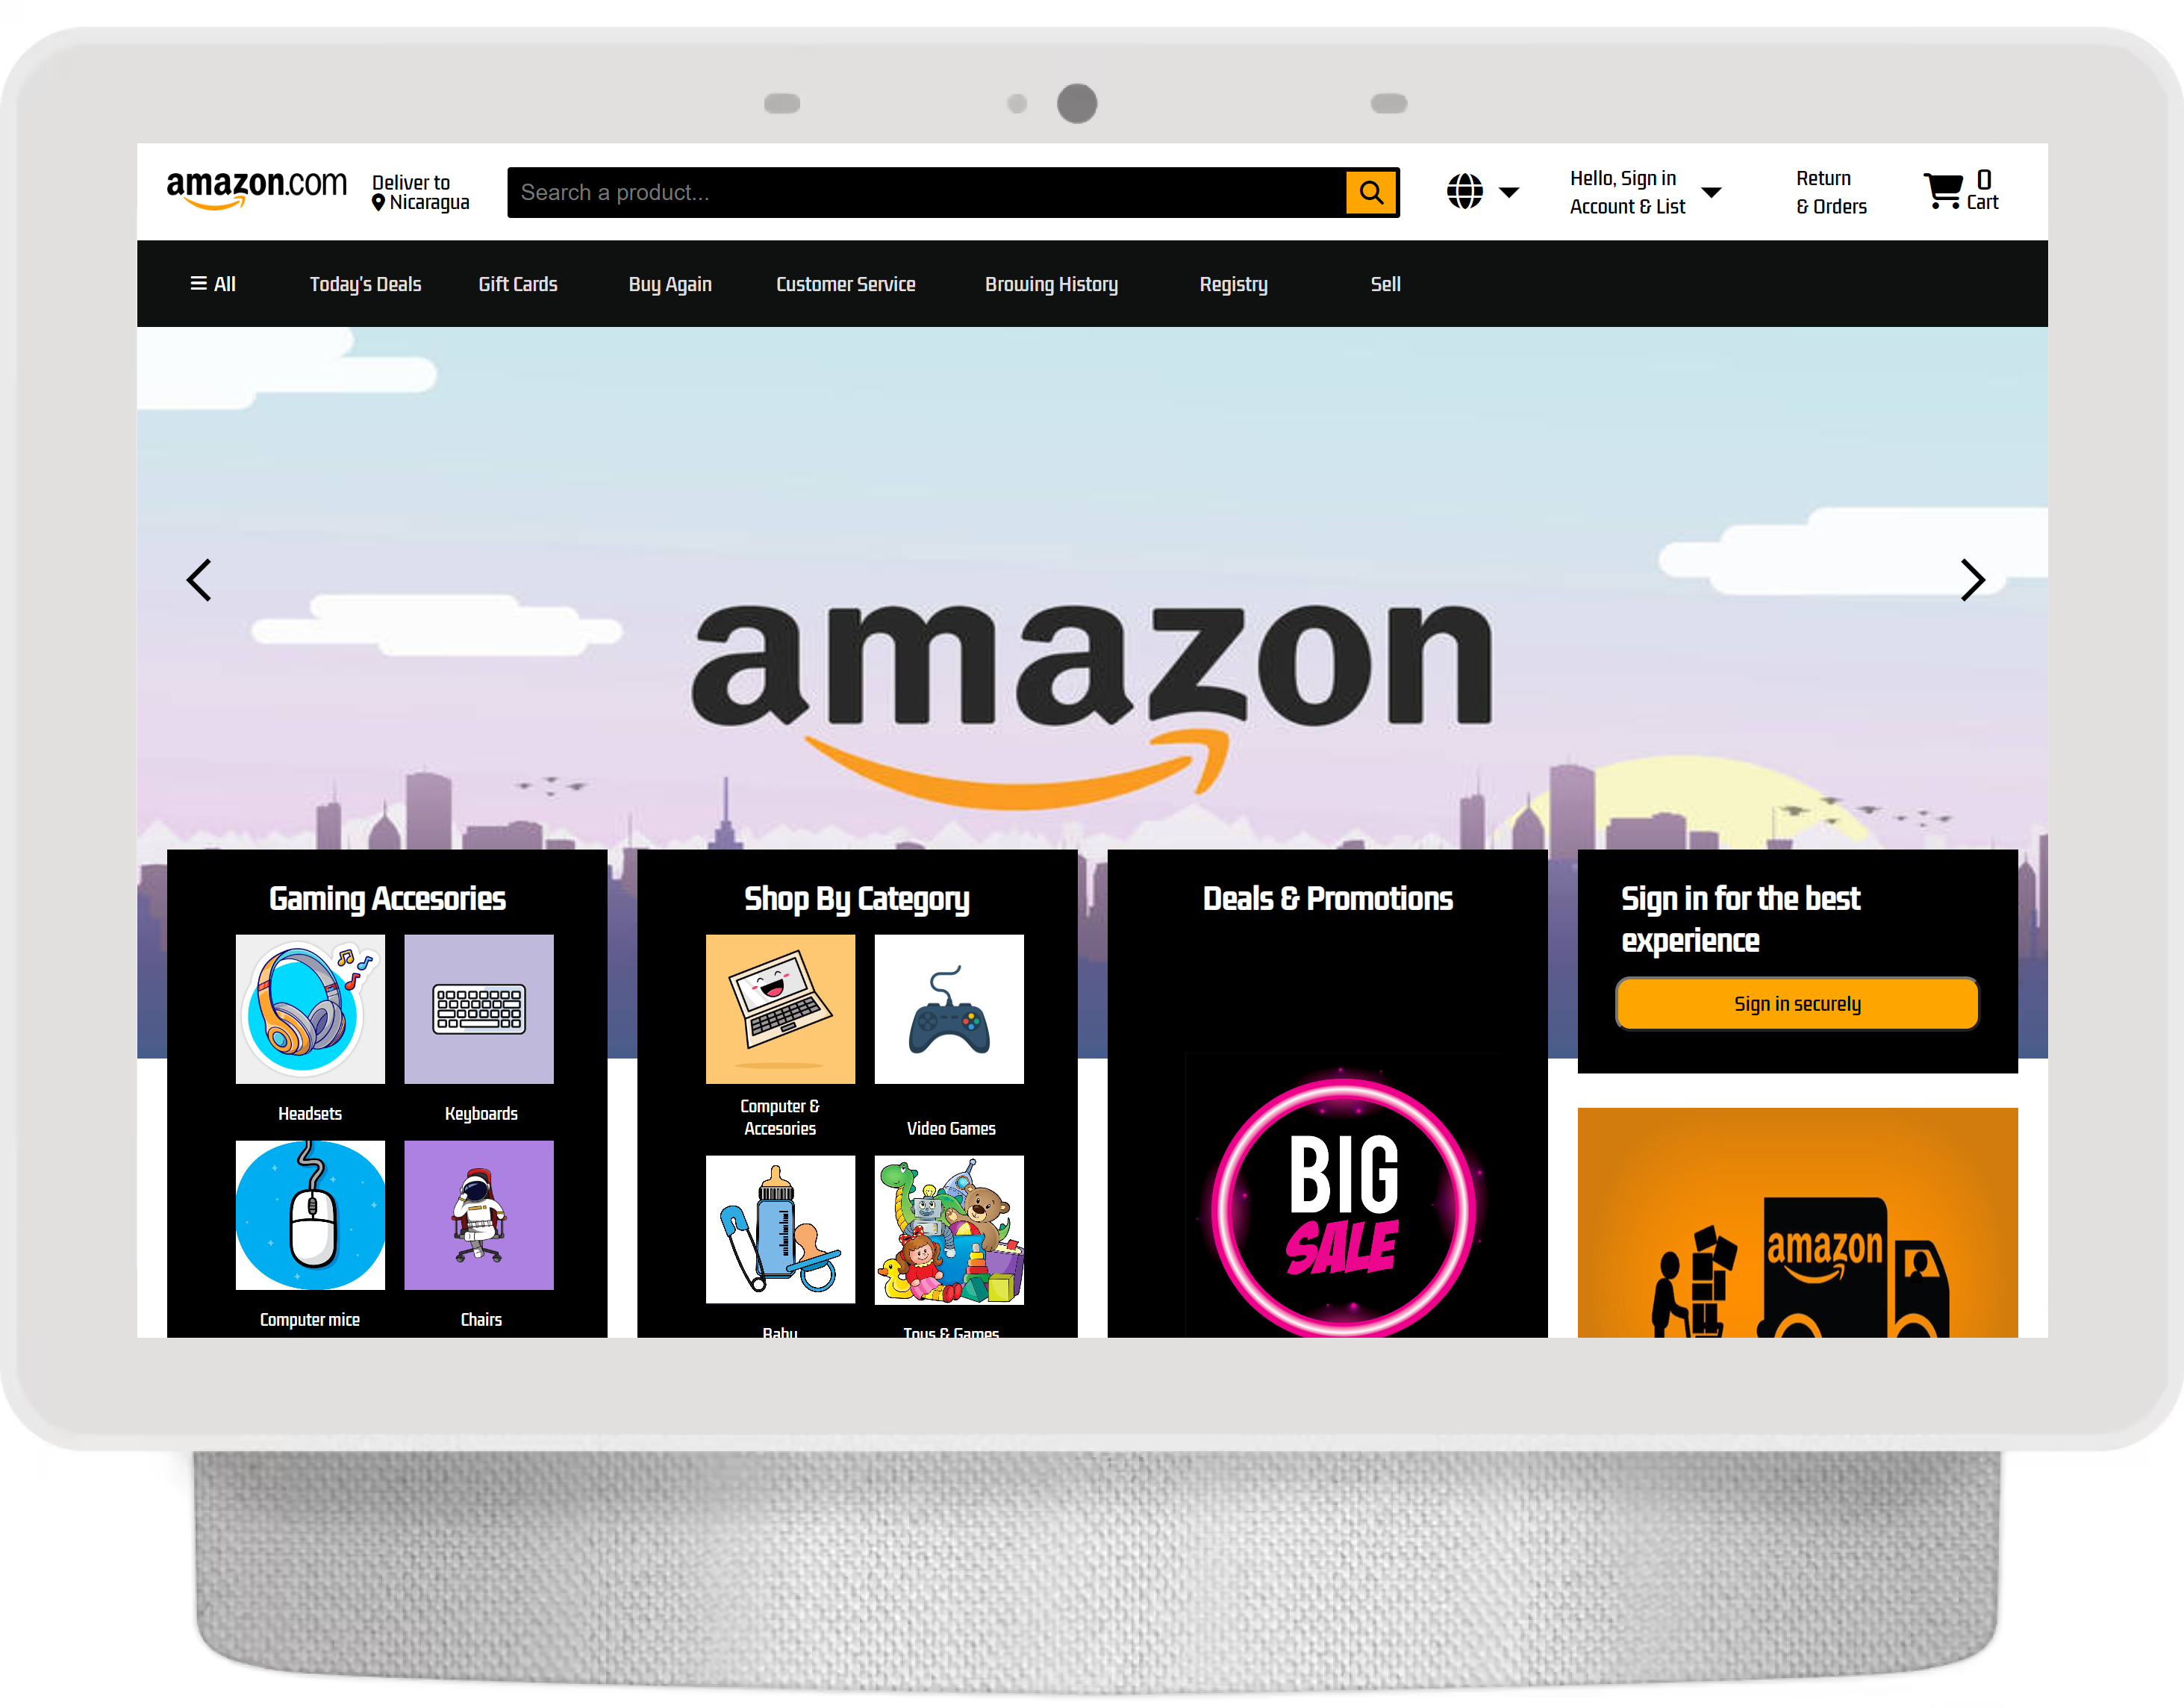 amazon.com
Deliver to
Nicaragua
Search a product...
Hello, Sign in
Account & List
Return
& Orders
0
Cart
All
Today's Deals
Gift Cards
Buy Again
Customer Service
Browing History
Registry
Sell
amazon
Gaming Accesories
Headsets
Keyboards
Computer mice
Chairs
Shop By Category
Computer &
Accesories
Video Games
Baby
Toys & Games
Deals & Promotions
BIG
SALE
Sign in for the best
experience
Sign in securely
amazon